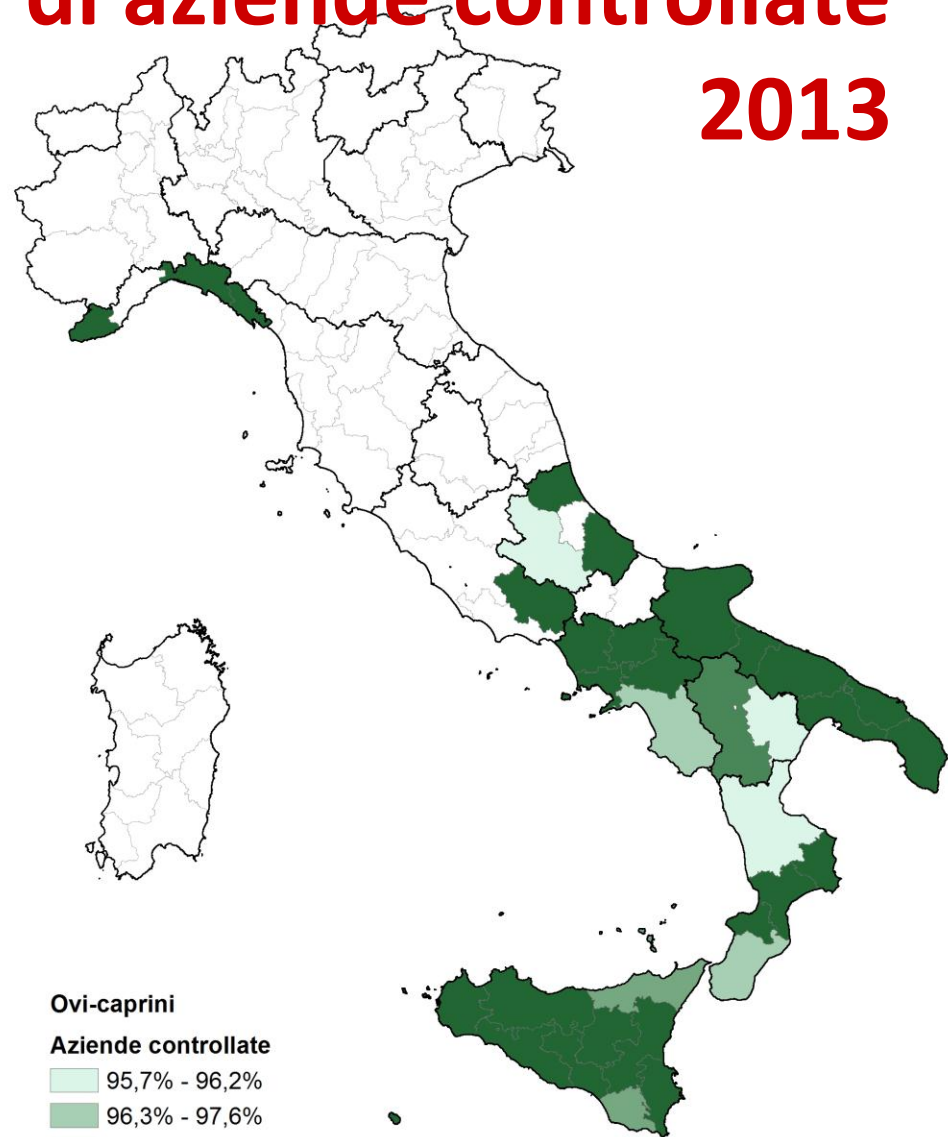 di aziende controllate
2013
Ovi-caprini
Aziende controllate
95,7% - 96,2%
96,3% - 97,6%